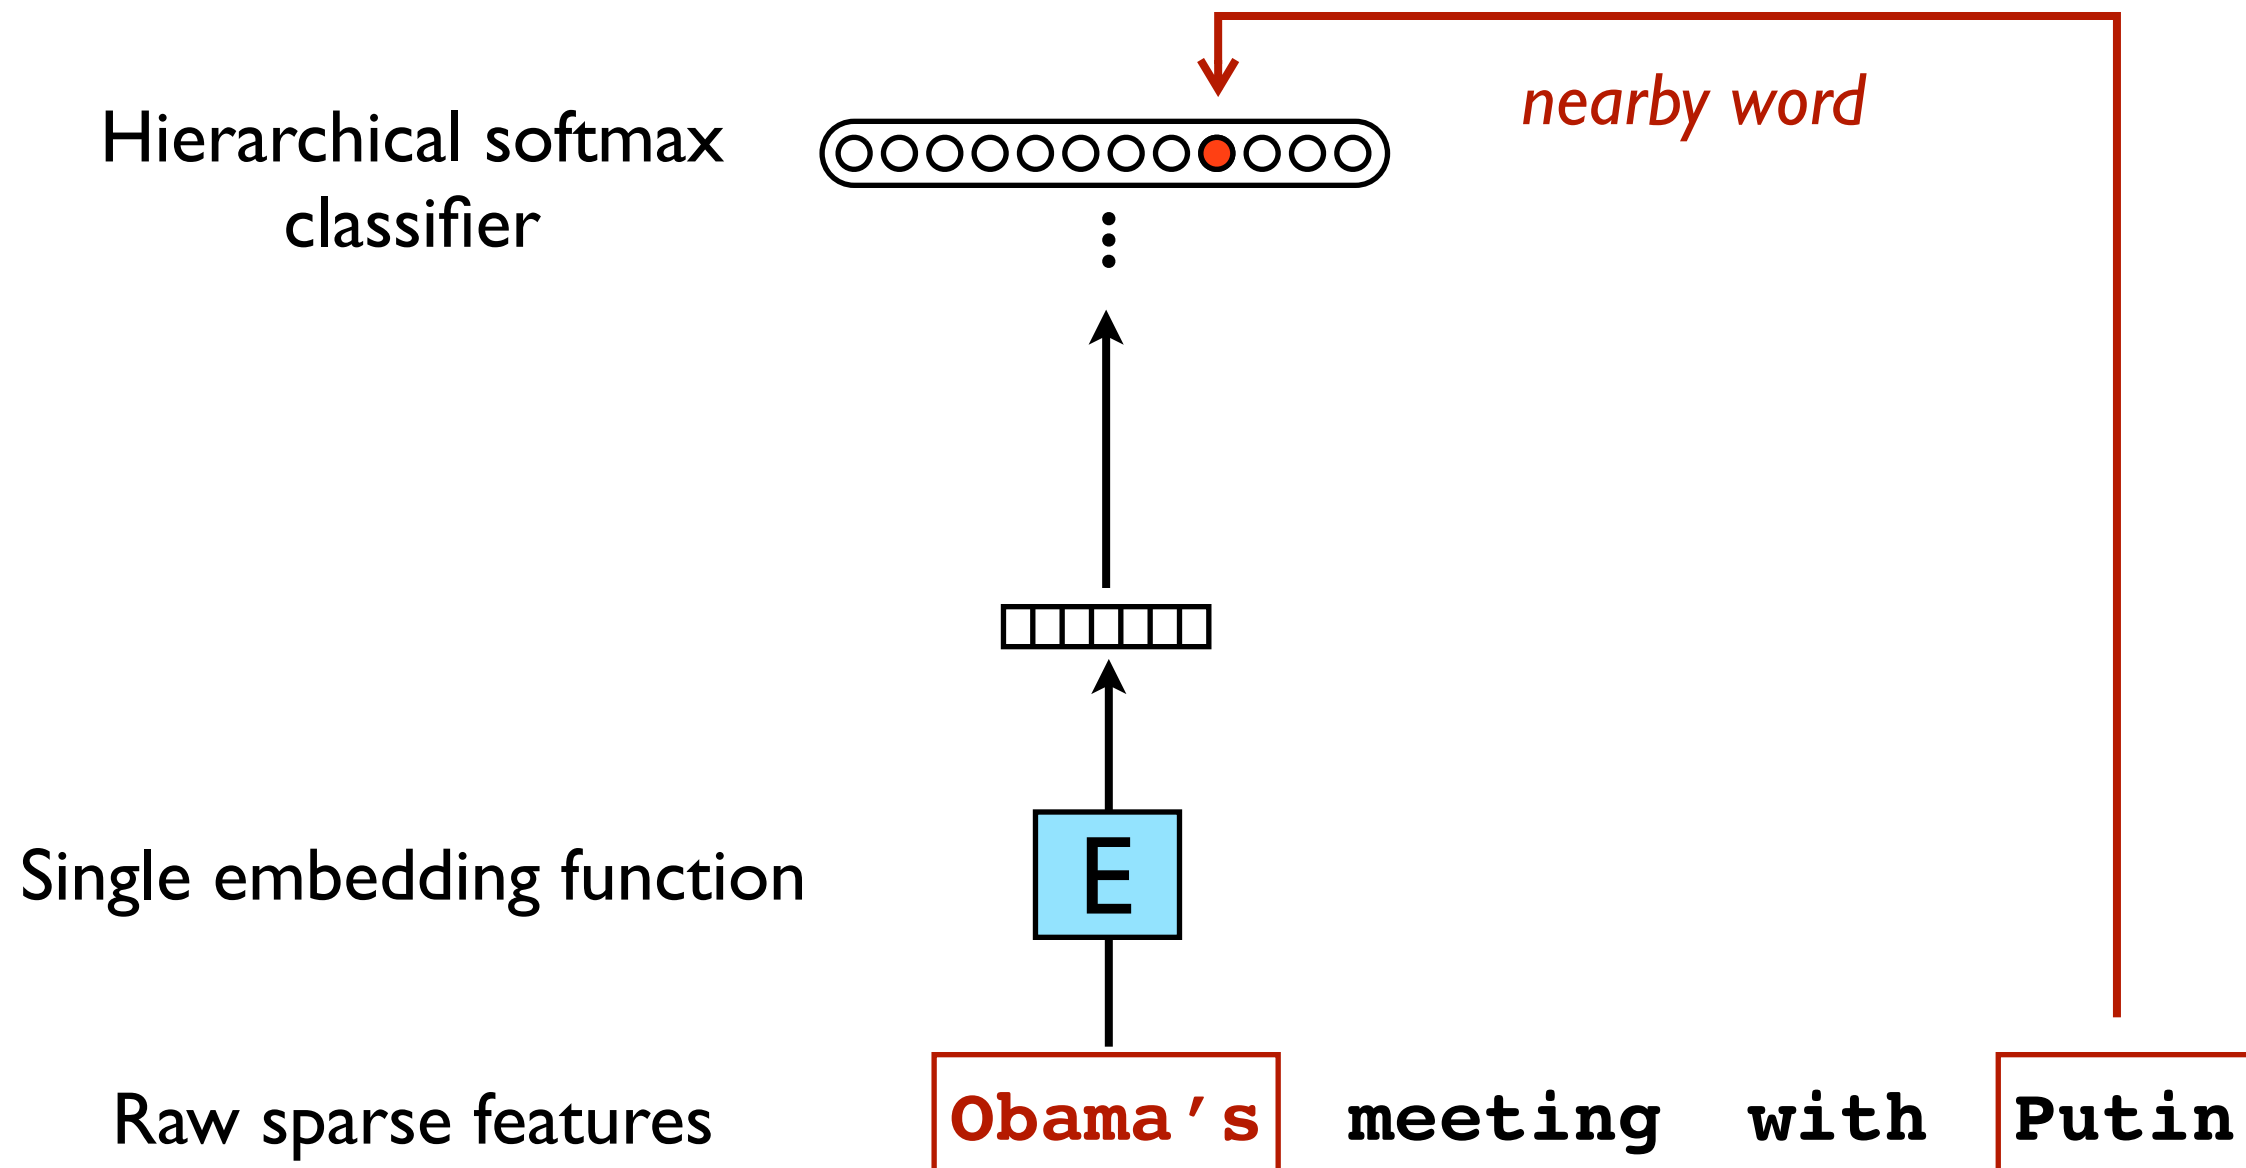 nearby word
Hierarchical softmax
classifier
Single embedding function
E
Raw sparse features
Obama's meeting with Putin